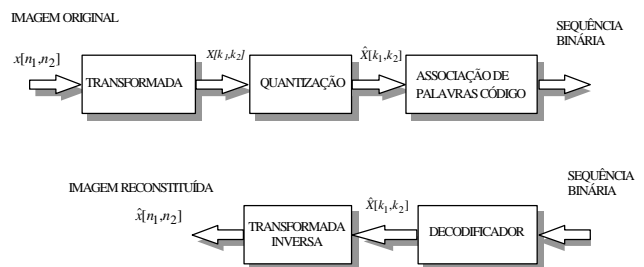 IMAGEM ORIGINAL
SEQUÊNCIA
BINÁRIA
x[n₁,n₂]
X[k₁,k₂]
X̂[k₁,k₂]
TRANSFORMADA
QUANTIZAÇÃO
ASSOCIAÇÃO DE
PALAVRAS CÓDIGO
IMAGEM RECONSTITUÍDA
SEQUÊNCIA
BINÁRIA
x̂[n₁,n₂]
X̂[k₁,k₂]
TRANSFORMADA
INVERSA
DECODIFICADOR